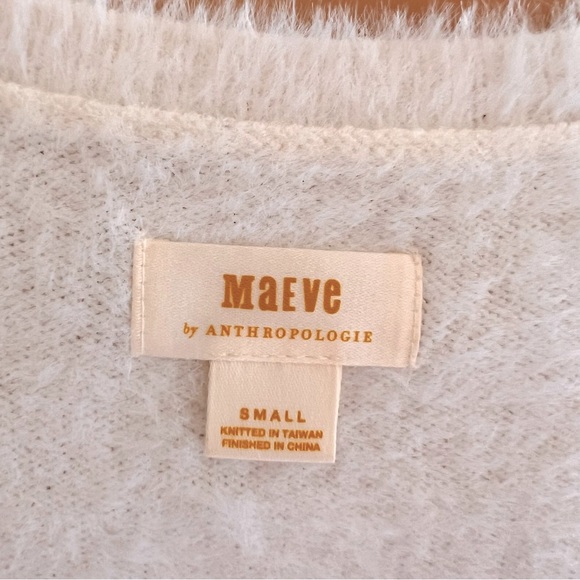 MaEve
by ANTHROPOLOGIE
SMALL
KNITTED IN TAIWAN
FINISHED IN CHINA